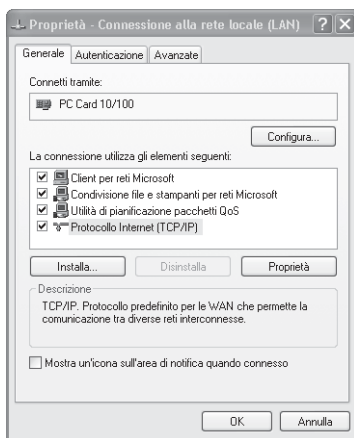 Proprietà - Connessione alla rete locale (LAN)
Generale Autenticazione Avanzate
Connetti tramite:
PC Card 10/100
Configura...
La connessione utilizza gli elementi seguenti:
Client per reti Microsoft
Condivisione file e stampanti per reti Microsoft
Utilità di pianificazione pacchetti QoS
Protocollo Internet (TCP/IP)
Installa... Disinstalla Proprietà
Descrizione
TCP/IP. Protocollo predefinito per le WAN che permette la
comunicazione tra diverse reti interconnesse.
Mostra un'icona sull'area di notifica quando connesso
OK Annulla